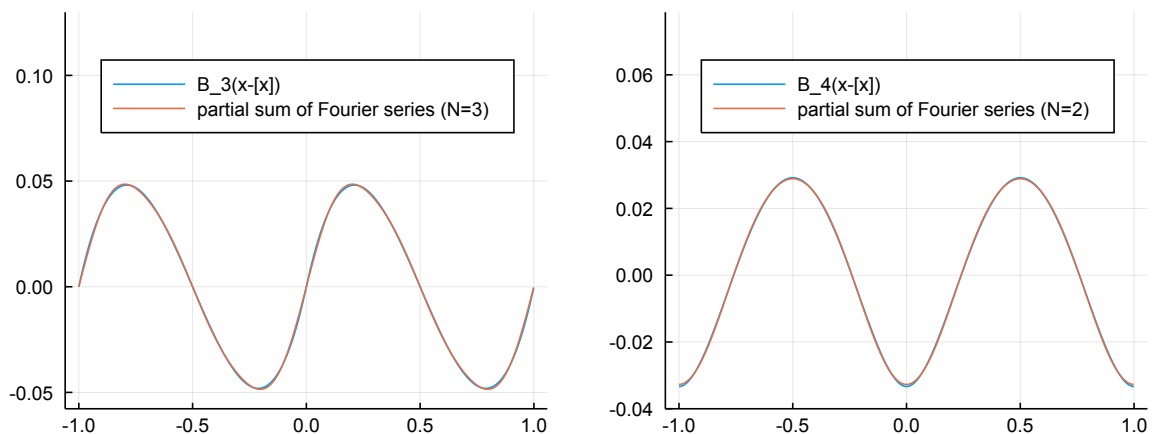 B_3(x-[x])
partial sum of Fourier series (N=3)
0.10
0.05
0.00
-0.05
-1.0 -0.5 0.0 0.5 1.0
B_4(x-[x])
partial sum of Fourier series (N=2)
0.06
0.04
0.02
0.00
-0.02
-0.04
-1.0 -0.5 0.0 0.5 1.0